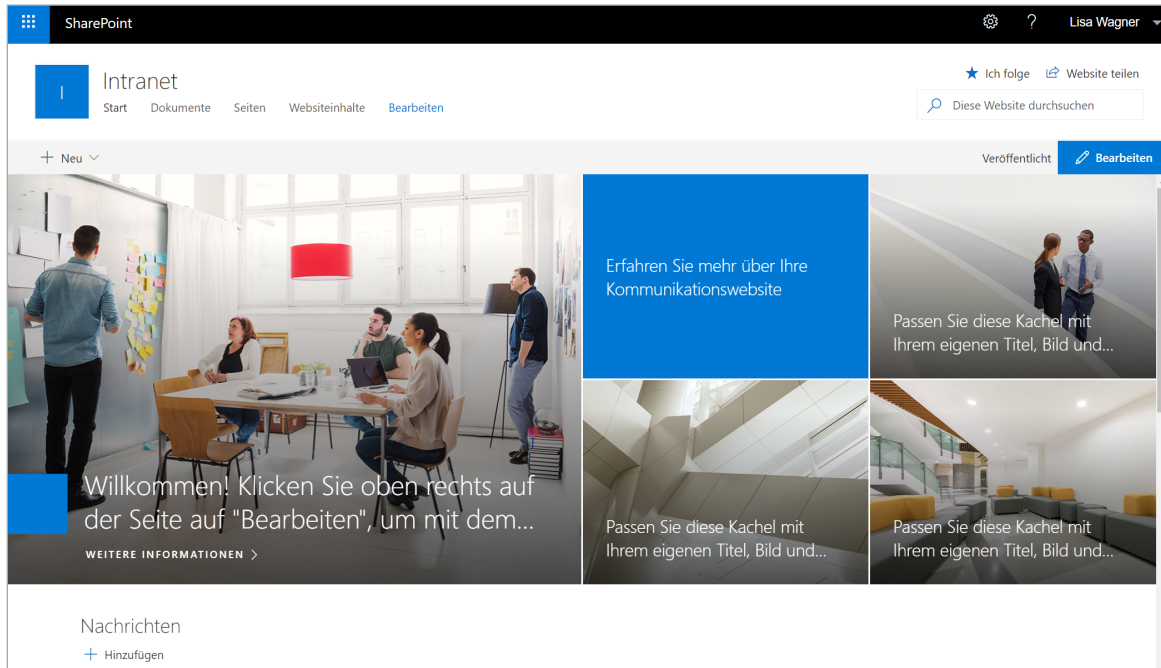 SharePoint
?
Lisa Wagner
I
Intranet
Ich folge
Website teilen
Start
Dokumente
Seiten
Websiteinhalte
Bearbeiten
Diese Website durchsuchen
Neu
Veröffentlicht
Bearbeiten
Willkommen! Klicken Sie oben rechts auf
der Seite auf "Bearbeiten", um mit dem...
WEITERE INFORMATIONEN
Erfahren Sie mehr über Ihre
Kommunikationswebsite
Passen Sie diese Kachel mit
Ihrem eigenen Titel, Bild und...
Passen Sie diese Kachel mit
Ihrem eigenen Titel, Bild und...
Passen Sie diese Kachel mit
Ihrem eigenen Titel, Bild und...
Nachrichten
Hinzufügen